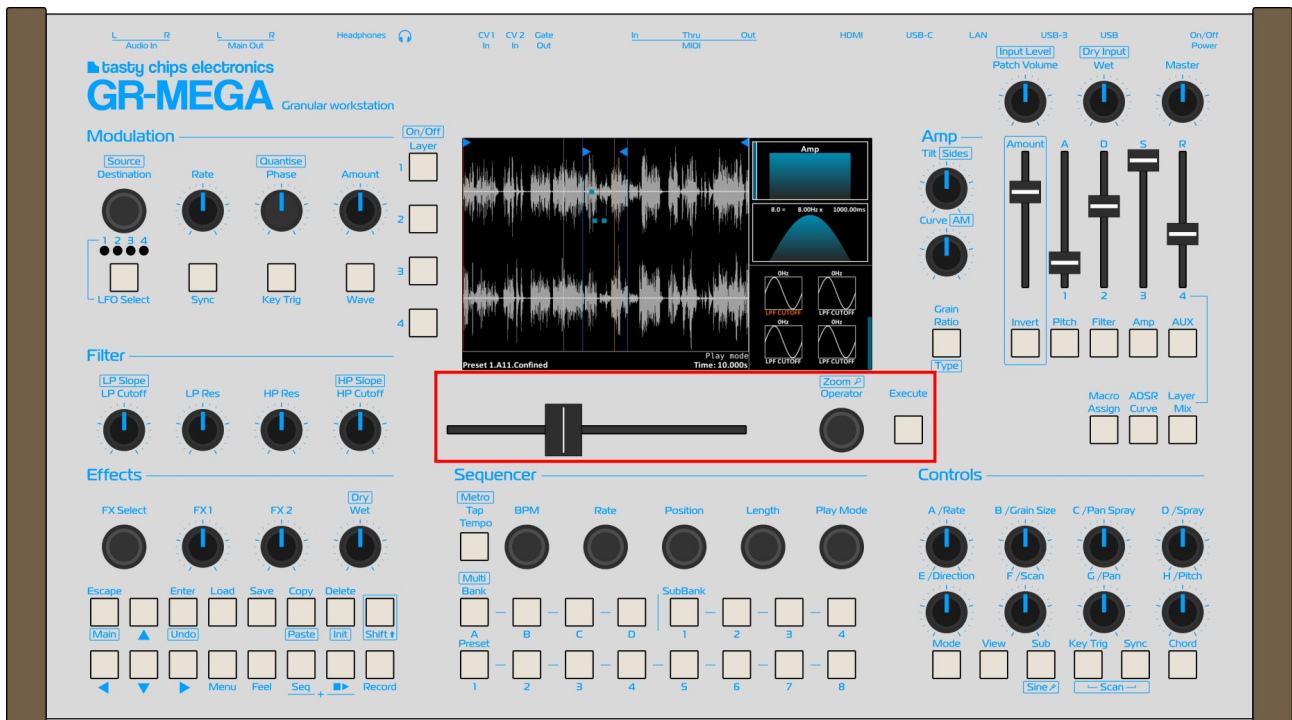 L R
Audio In
L R
Main Out
Headphones
CV1 CV2 Gate
In In Out
In Thru Out
MIDI
HDMI
USB-C
LAN
USB-3
USB
On/Off
Power
tasty chips electronics
GR-MEGA Granular workstation
Input Level
Patch Volume
Dry Input
Wet
Master
Modulation
Source
Destination
Rate
Quantise
Phase
Amount
1 2 3 4
LFO Select
Sync
Key Trig
Wave
On/Off
Layer
1
2
3
4
Amp
8.0 = 8.00Hz x 1000.00ms
0Hz
LPF CUTOFF
0Hz
LPF CUTOFF
0Hz
LPF CUTOFF
0Hz
LPF CUTOFF
Play mode
Preset 1.A11.Confined
Time: 10.000s
Amp
Tilt Sides
Curve AM
Grain
Ratio
Type
Amount A D S R
1 2 3 4
Invert Pitch Filter Amp AUX
Macro
Assign
ADSR
Curve
Layer
Mix
Filter
LP Slope
LP Cutoff
LP Res
HP Res
HP Slope
HP Cutoff
Zoom
Operator
Execute
Effects
FX Select
FX1
FX2
Dry
Wet
Escape Enter Load Save Copy Delete
Main Undo Paste Init Shift
Menu Feel Seq + Record
Sequencer
Metro
Tap
Tempo
BPM
Rate
Position
Length
Play Mode
Multi
Bank
SubBank
A B C D 1 2 3 4
Preset
1 2 3 4 5 6 7 8
Controls
A /Rate
B /Grain Size
C /Pan Spray
D /Spray
E /Direction
F /Scan
G /Pan
H /Pitch
Mode View Sub Key Trig Sync Chord
Sine
Scan